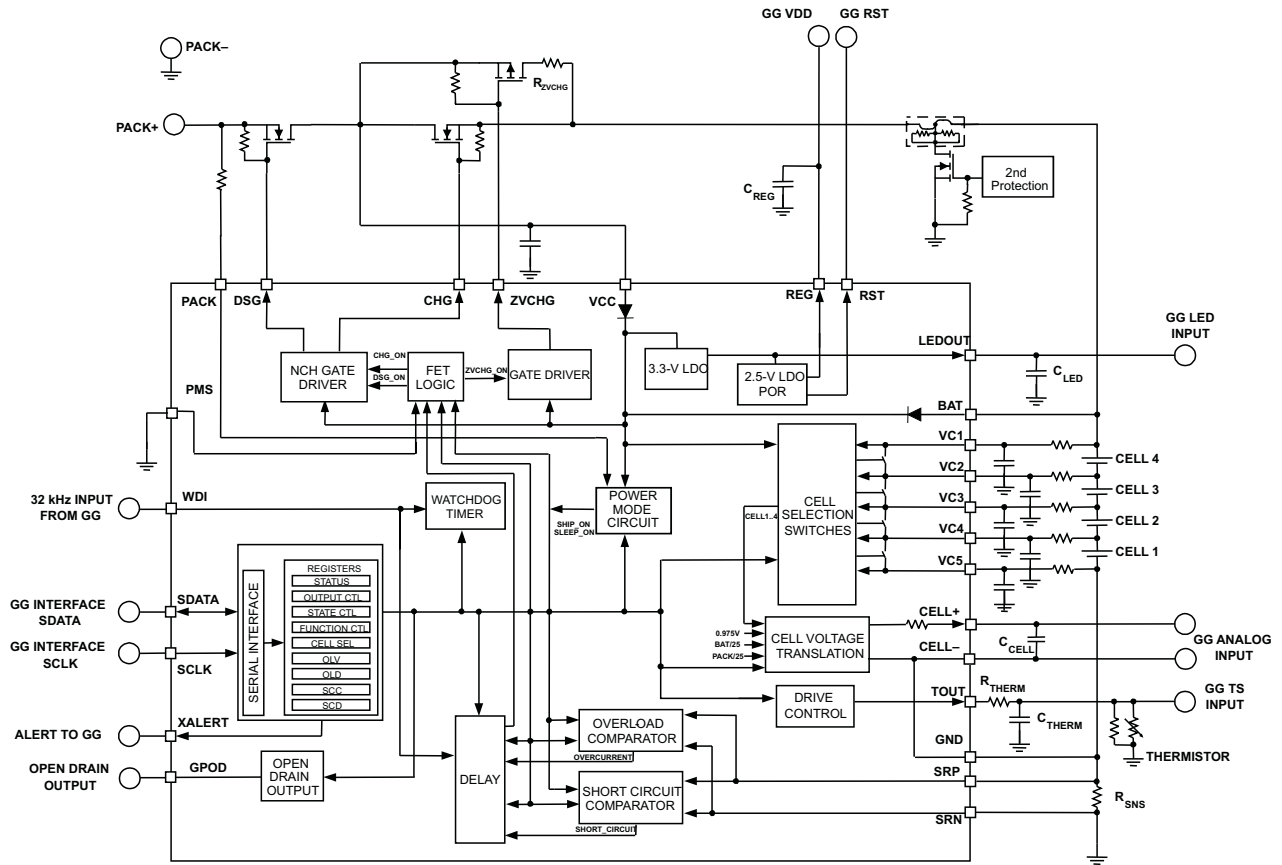 GG VDD
GG RST
PACK–
R_ZVCHG
PACK+
C_REG
2nd
Protection
PACK
DSG
CHG
ZVCHG
VCC
REG
RST
GG LED
INPUT
LEDOUT
NCH GATE
DRIVER
CHG_ON
DSG_ON
FET
LOGIC
ZVCHG_ON
GATE DRIVER
3.3-V LDO
2.5-V LDO
POR
C_LED
PMS
BAT
VC1
CELL 4
VC2
CELL 3
VC3
CELL 2
VC4
CELL 1
VC5
32 kHz INPUT
FROM GG
WDI
WATCHDOG
TIMER
SHIP_ON
SLEEP_ON
POWER
MODE
CIRCUIT
CELL1..4
CELL
SELECTION
SWITCHES
SERIAL INTERFACE
REGISTERS
STATUS
OUTPUT CTL
STATE CTL
FUNCTION CTL
CELL SEL
OLV
OLD
SCC
SCD
GG INTERFACE
SDATA
SDATA
GG INTERFACE
SCLK
SCLK
0.975V
BAT/25
PACK/25
CELL VOLTAGE
TRANSLATION
CELL+
CELL–
C_CELL
GG ANALOG
INPUT
DRIVE
CONTROL
TOUT
R_THERM
C_THERM
GG TS
INPUT
THERMISTOR
XALERT
ALERT TO GG
OPEN DRAIN
OUTPUT
GPOD
OPEN
DRAIN
OUTPUT
DELAY
OVERLOAD
COMPARATOR
OVERCURRENT
SHORT CIRCUIT
COMPARATOR
SHORT_CIRCUIT
GND
SRP
SRN
R_SNS